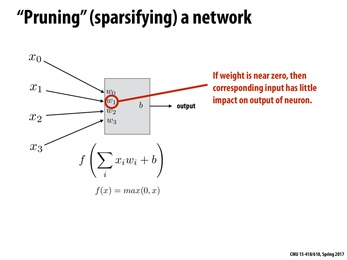 “Pruning” (sparsifying) a network
x₀
x₁
x₂
x₃
w₀
w₁
w₂
w₃
b
output
If weight is near zero, then
corresponding input has little
impact on output of neuron.
f(∑ᵢ xᵢwᵢ + b)
f(x) = max(0, x)
CMU 15-418/618, Spring 2017